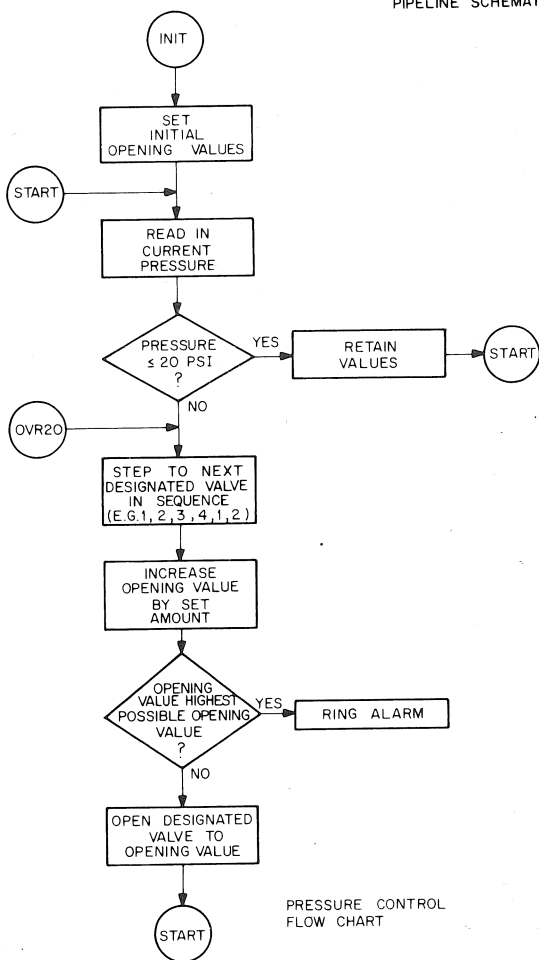 PIPELINE SCHEMAT
INIT
SET
INITIAL
OPENING VALUES
START
READ IN
CURRENT
PRESSURE
PRESSURE
≤ 20 PSI
?
YES
RETAIN
VALUES
START
NO
OVR20
STEP TO NEXT
DESIGNATED VALVE
IN SEQUENCE
(E.G.1, 2, 3, 4, 1, 2)
INCREASE
OPENING VALUE
BY SET
AMOUNT
OPENING
VALUE HIGHEST
POSSIBLE OPENING
VALUE
?
YES
RING ALARM
NO
OPEN DESIGNATED
VALVE TO
OPENING VALUE
START
PRESSURE CONTROL
FLOW CHART